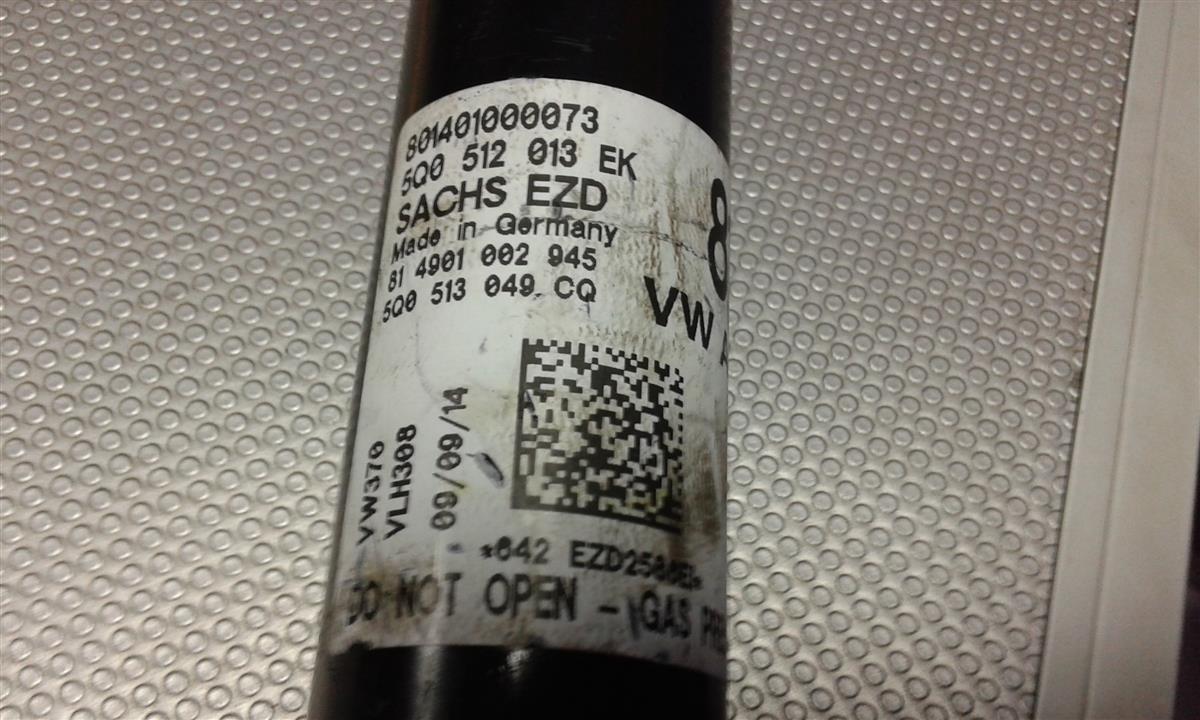 801401000073
5Q0 512 013 EK
SACHS EZD
Made in Germany
81 4901 002 945
5Q0 513 049 CQ
8
VW
VW370
VLH308
09/09/14
DO NOT OPEN - GAS